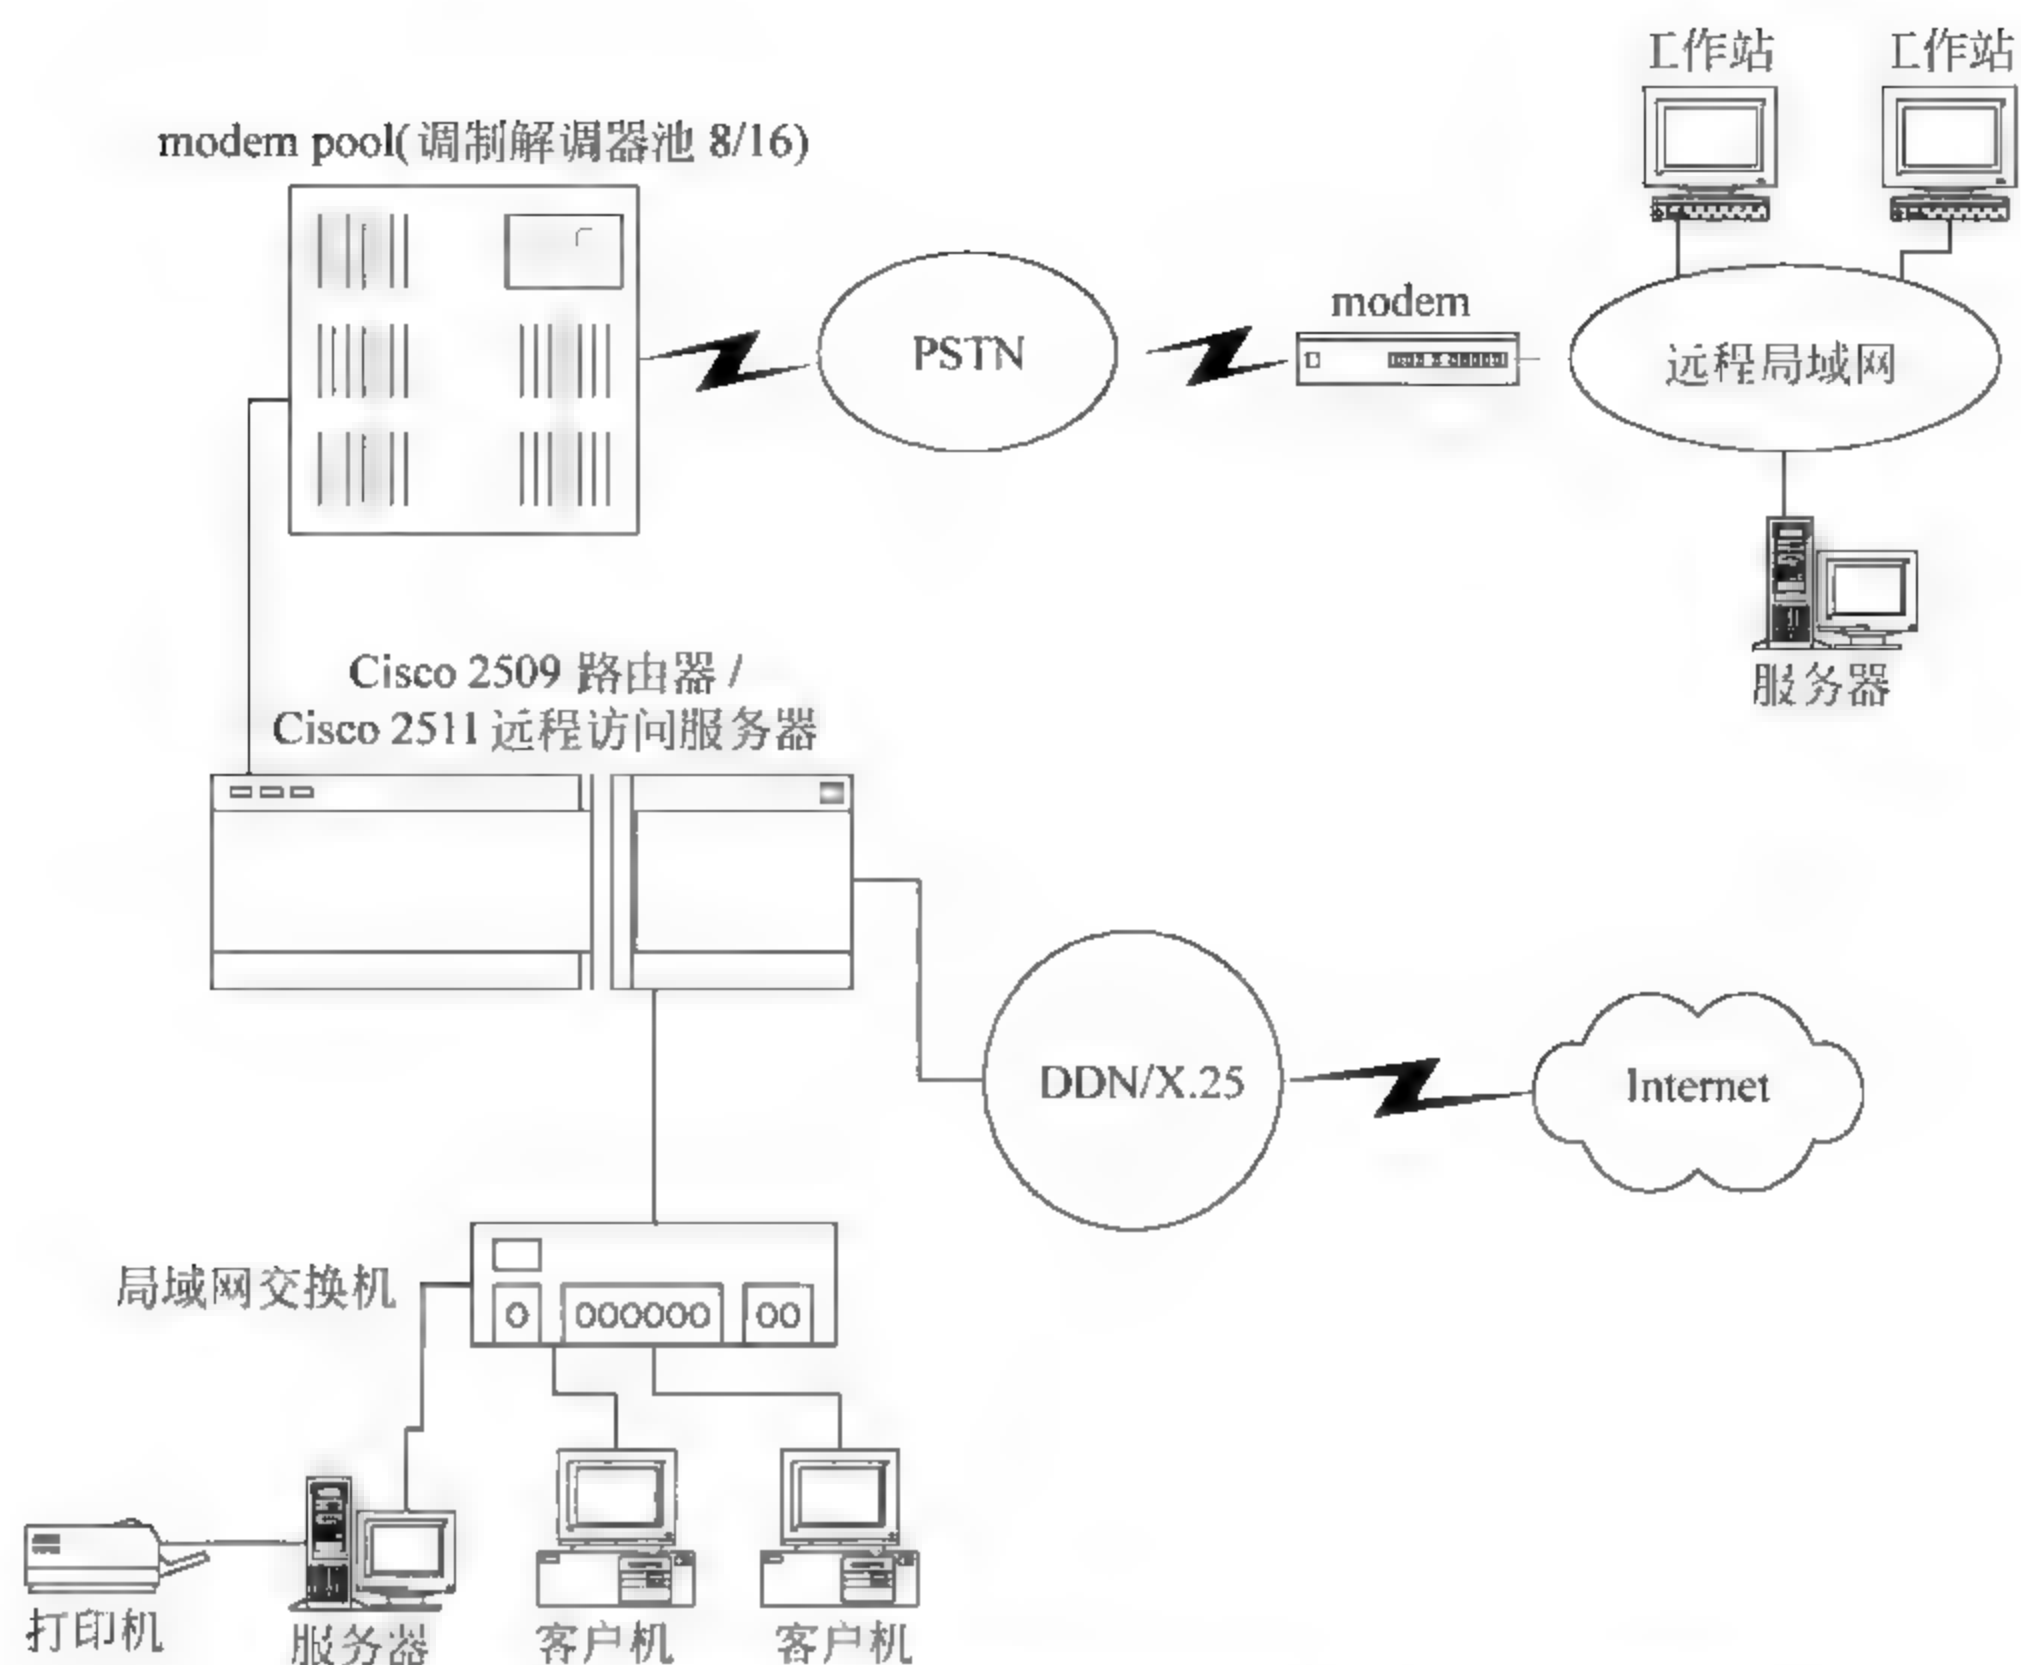 工作站
工作站
modem pool(调制解调器池 8/16)
modem
PSTN
远程局域网
服务器
Cisco 2509 路由器 /
Cisco 2511 远程访问服务器
DDN/X.25
Internet
局域网交换机
打印机
服务器
客户机
客户机